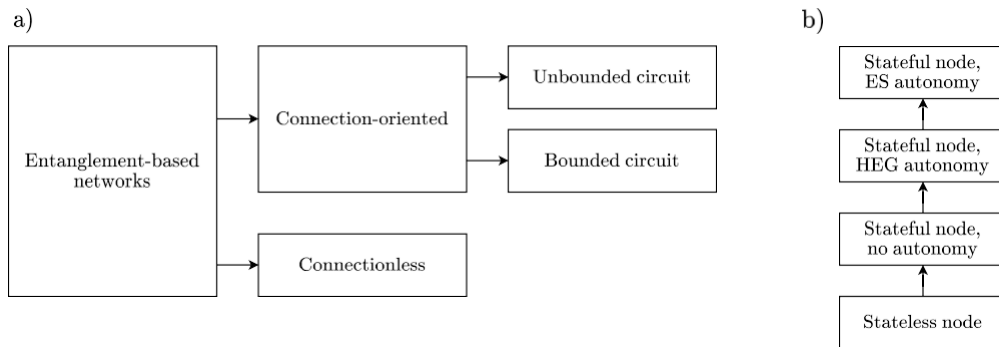 a)
Entanglement-based
networks
Connection-oriented
Unbounded circuit
Bounded circuit
Connectionless
b)
Stateful node,
ES autonomy
Stateful node,
HEG autonomy
Stateful node,
no autonomy
Stateless node